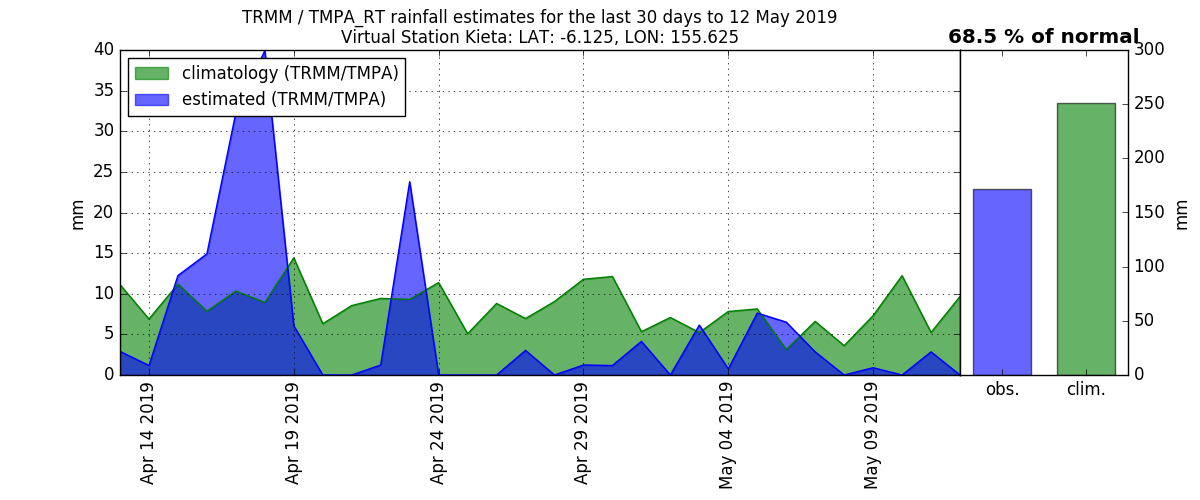 TRMM / TMPA_RT rainfall estimates for the last 30 days to 12 May 2019
Virtual Station Kieta: LAT: -6.125, LON: 155.625
68.5 % of normal
climatology (TRMM/TMPA)
estimated (TRMM/TMPA)
mm
40
35
30
25
20
15
10
5
0
Apr 14 2019
Apr 19 2019
Apr 24 2019
Apr 29 2019
May 04 2019
May 09 2019
obs.
clim.
300
250
200
150
100
50
0
mm